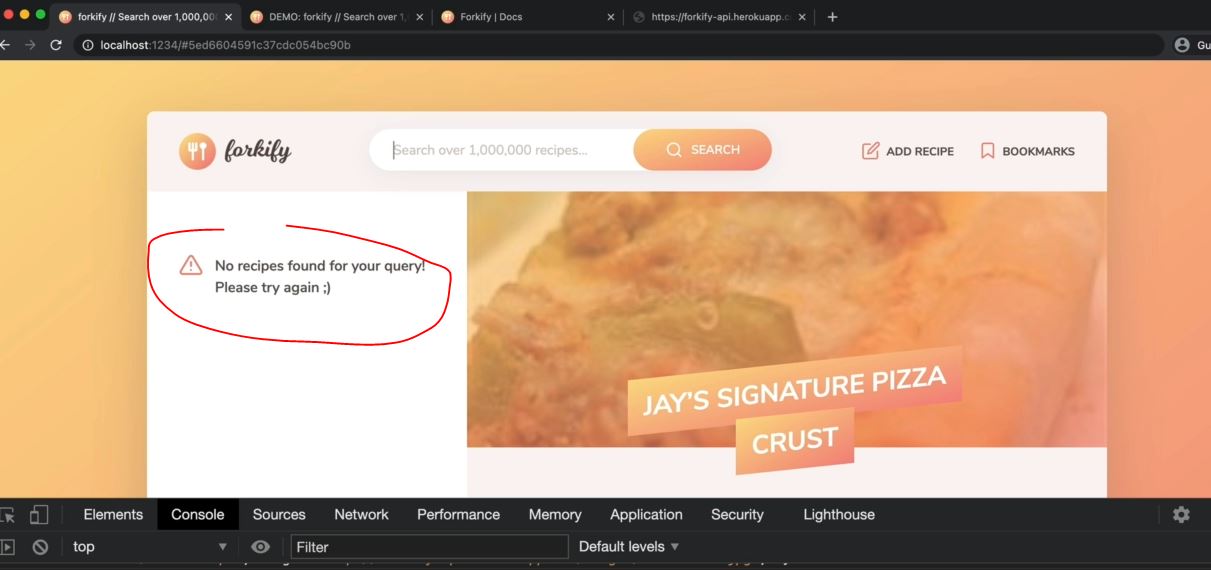 forkify // Search over 1,000,00
DEMO: forkify // Search over 1,
Forkify | Docs
https://forkify-api.herokuapp.c
localhost:1234/#5ed6604591c37cdc054bc90b
Gu
forkify
Search over 1,000,000 recipes...
SEARCH
ADD RECIPE
BOOKMARKS
No recipes found for your query!
Please try again ;)
JAY'S SIGNATURE PIZZA
CRUST
Elements Console Sources Network Performance Memory Application Security Lighthouse
top
Filter
Default levels